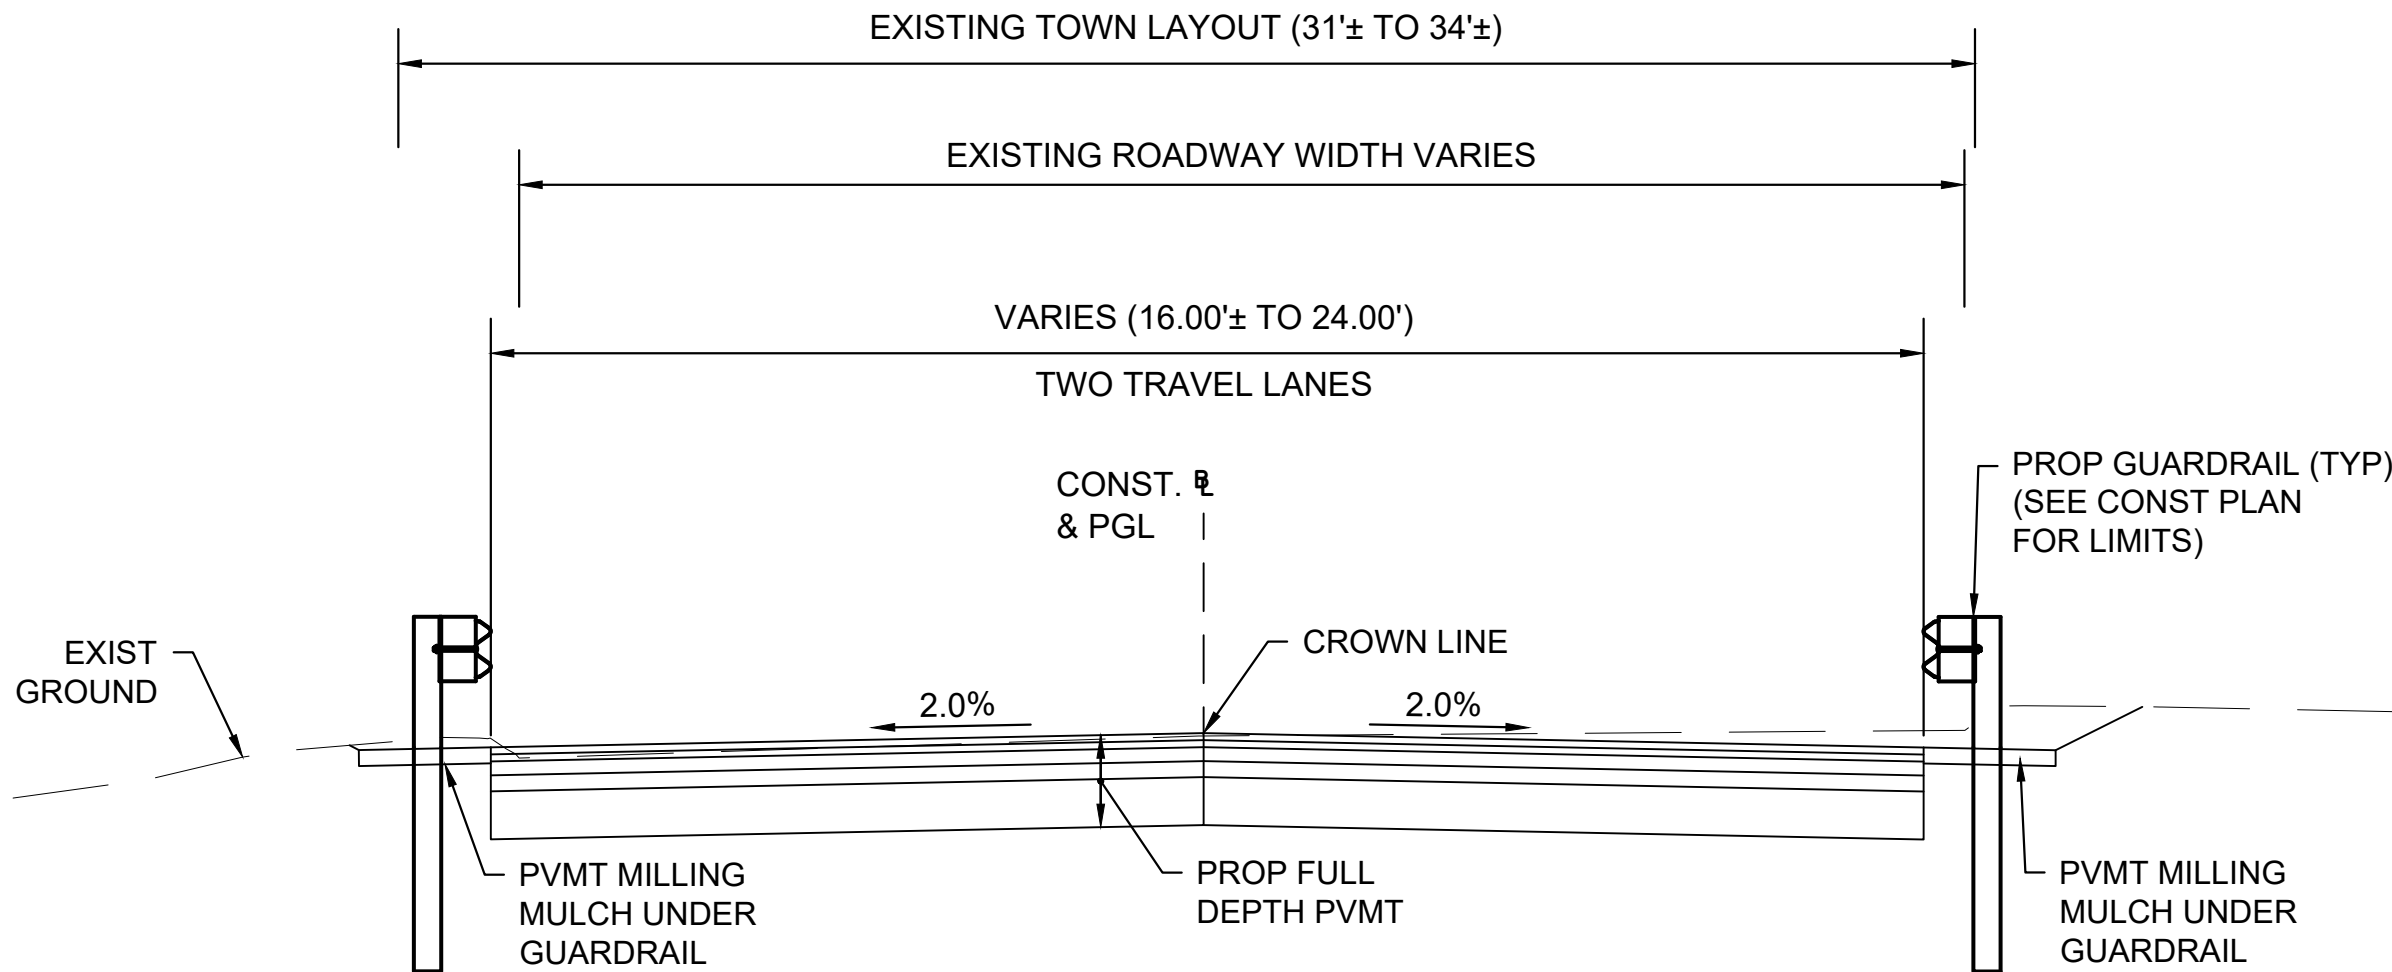 EXISTING TOWN LAYOUT (31'± TO 34'±)
EXISTING ROADWAY WIDTH VARIES
VARIES (16.00'± TO 24.00')
TWO TRAVEL LANES
CONST. BL
& PGL
PROP GUARDRAIL (TYP)
(SEE CONST PLAN
FOR LIMITS)
EXIST
GROUND
CROWN LINE
2.0%
2.0%
PVMT MILLING
MULCH UNDER
GUARDRAIL
PROP FULL
DEPTH PVMT
PVMT MILLING
MULCH UNDER
GUARDRAIL